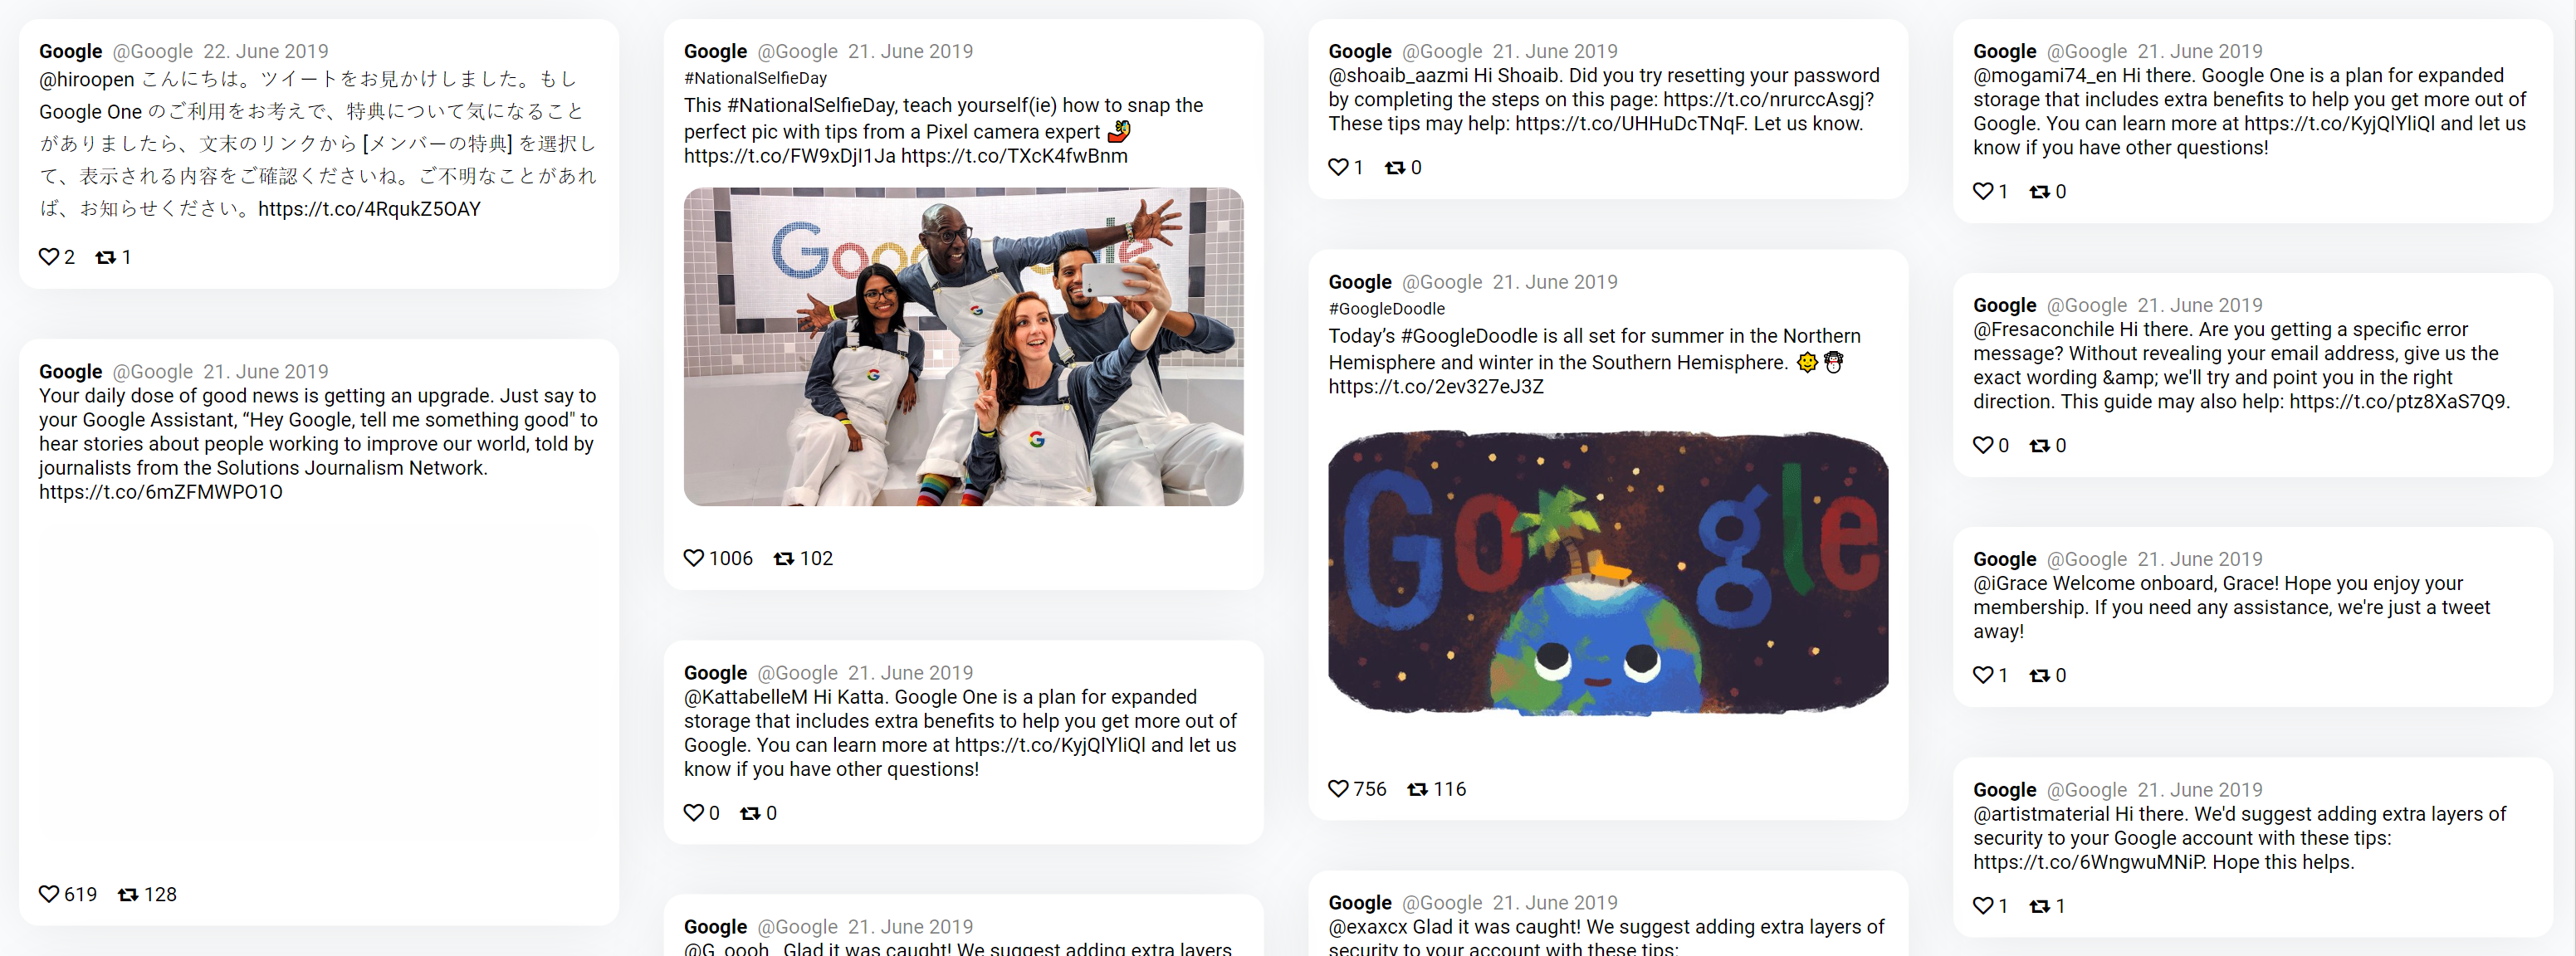 Google @Google 22. June 2019
@hiroopen こんにちは。ツイートをお見かけしました。もし
Google One のご利用をお考えで、特典について気になること
がありましたら、文末のリンクから [メンバーの特典] を選択し
て、表示される内容をご確認くださいね。ご不明なことがあれ
ば、お知らせください。https://t.co/4RqukZ5OAY
2 1
Google @Google 21. June 2019
Your daily dose of good news is getting an upgrade. Just say to
your Google Assistant, “Hey Google, tell me something good" to
hear stories about people working to improve our world, told by
journalists from the Solutions Journalism Network.
https://t.co/6mZFMWPO1O
619 128
Google @Google 21. June 2019
#NationalSelfieDay
This #NationalSelfieDay, teach yourself(ie) how to snap the
perfect pic with tips from a Pixel camera expert 🤳
https://t.co/FW9xDjI1Ja https://t.co/TXcK4fwBnm
Google
G
G
G
1006 102
Google @Google 21. June 2019
@KattabelleM Hi Katta. Google One is a plan for expanded
storage that includes extra benefits to help you get more out of
Google. You can learn more at https://t.co/KyjQlYliQl and let us
know if you have other questions!
0 0
Google @Google 21. June 2019
@G_oooh_ Glad it was caught! We suggest adding extra layers
Google @Google 21. June 2019
@shoaib_aazmi Hi Shoaib. Did you try resetting your password
by completing the steps on this page: https://t.co/nrurccAsgj?
These tips may help: https://t.co/UHHuDcTNqF. Let us know.
1 0
Google @Google 21. June 2019
#GoogleDoodle
Today’s #GoogleDoodle is all set for summer in the Northern
Hemisphere and winter in the Southern Hemisphere. 🌞☃
https://t.co/2ev327eJ3Z
Google
756 116
Google @Google 21. June 2019
@exaxcx Glad it was caught! We suggest adding extra layers of
security to your account with these tips:
Google @Google 21. June 2019
@mogami74_en Hi there. Google One is a plan for expanded
storage that includes extra benefits to help you get more out of
Google. You can learn more at https://t.co/KyjQlYliQl and let us
know if you have other questions!
1 0
Google @Google 21. June 2019
@Fresaconchile Hi there. Are you getting a specific error
message? Without revealing your email address, give us the
exact wording &amp; we'll try and point you in the right
direction. This guide may also help: https://t.co/ptz8XaS7Q9.
0 0
Google @Google 21. June 2019
@iGrace Welcome onboard, Grace! Hope you enjoy your
membership. If you need any assistance, we're just a tweet
away!
1 0
Google @Google 21. June 2019
@artistmaterial Hi there. We'd suggest adding extra layers of
security to your Google account with these tips:
https://t.co/6WngwuMNiP. Hope this helps.
1 1